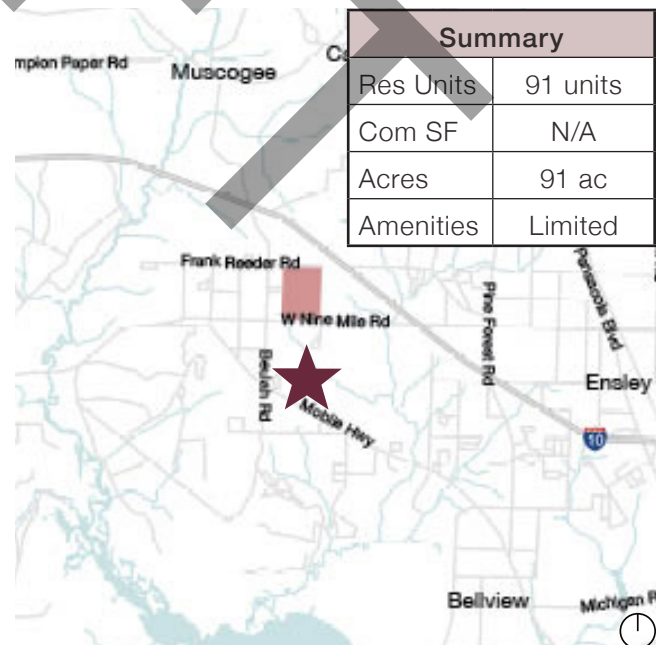 Summary
Res Units 91 units
Com SF N/A
Acres 91 ac
Amenities Limited
mpion Paper Rd
Muscogee
Frank Reeder Rd
W Nine Mile Rd
Beulah Rd
Mobile Hwy
Pine Forest Rd
Pensacola Blvd
Ensley
10
Bellview
Michigan